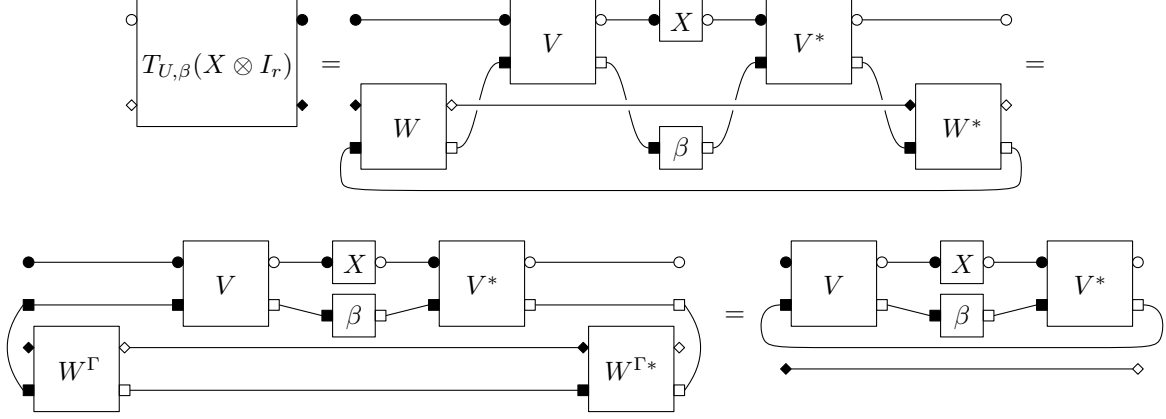 T_{U,β}(X ⊗ I_r) = V X V* =
W β W*
V X V* = V X V*
β β
W^Γ W^{Γ*}